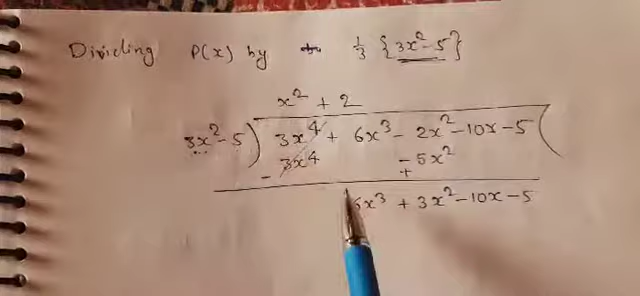 Dividing P(x) by 1/3 {3x²-5}
x² + 2
3x²-5) 3x⁴ + 6x³ - 2x² -10x -5(
3x⁴ - 5x²
- +
6x³ + 3x² -10x -5